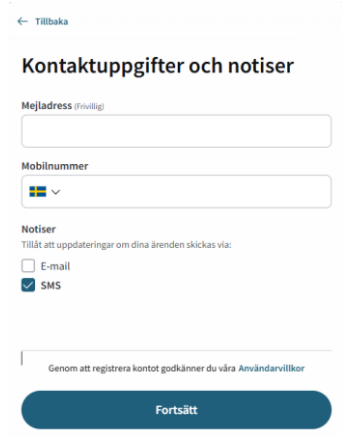 ← Tillbaka
Kontaktuppgifter och notiser
Mejladress (Frivillig)
Mobilnummer
Notiser
Tillåt att uppdateringar om dina ärenden skickas via:
E-mail
SMS
Genom att registrera kontot godkänner du våra Användarvillkor
Fortsätt